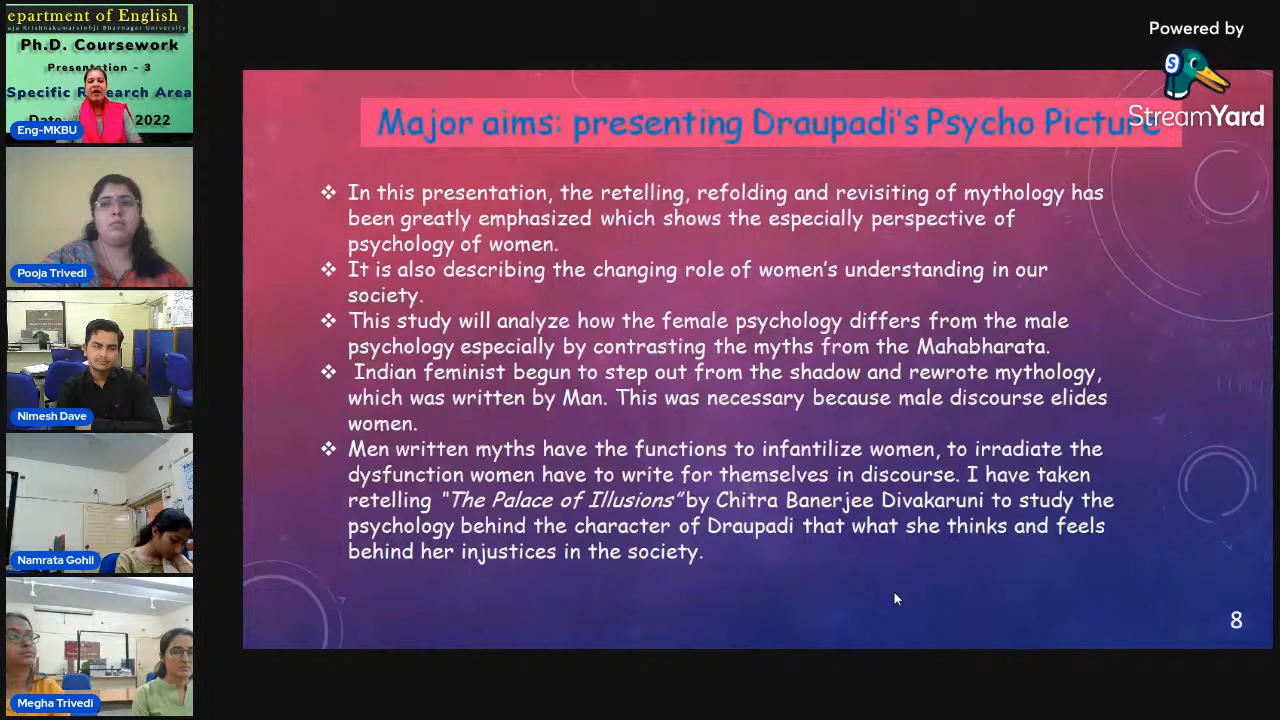 epartment of English
aja Krishnakumarsinhji Bhavnagar University
Ph.D. Coursework
Presentation - 3
Specific R earch Area
Date 2022
Eng-MKBU
Pooja Trivedi
Nimesh Dave
Namrata Gohil
Megha Trivedi
Powered by
S
StreamYard
Major aims: presenting Draupadi's Psycho Picture
❖ In this presentation, the retelling, refolding and revisiting of mythology has
been greatly emphasized which shows the especially perspective of
psychology of women.
❖ It is also describing the changing role of women's understanding in our
society.
❖ This study will analyze how the female psychology differs from the male
psychology especially by contrasting the myths from the Mahabharata.
❖ Indian feminist begun to step out from the shadow and rewrote mythology,
which was written by Man. This was necessary because male discourse elides
women.
❖ Men written myths have the functions to infantilize women, to irradiate the
dysfunction women have to write for themselves in discourse. I have taken
retelling "The Palace of Illusions" by Chitra Banerjee Divakaruni to study the
psychology behind the character of Draupadi that what she thinks and feels
behind her injustices in the society.
8